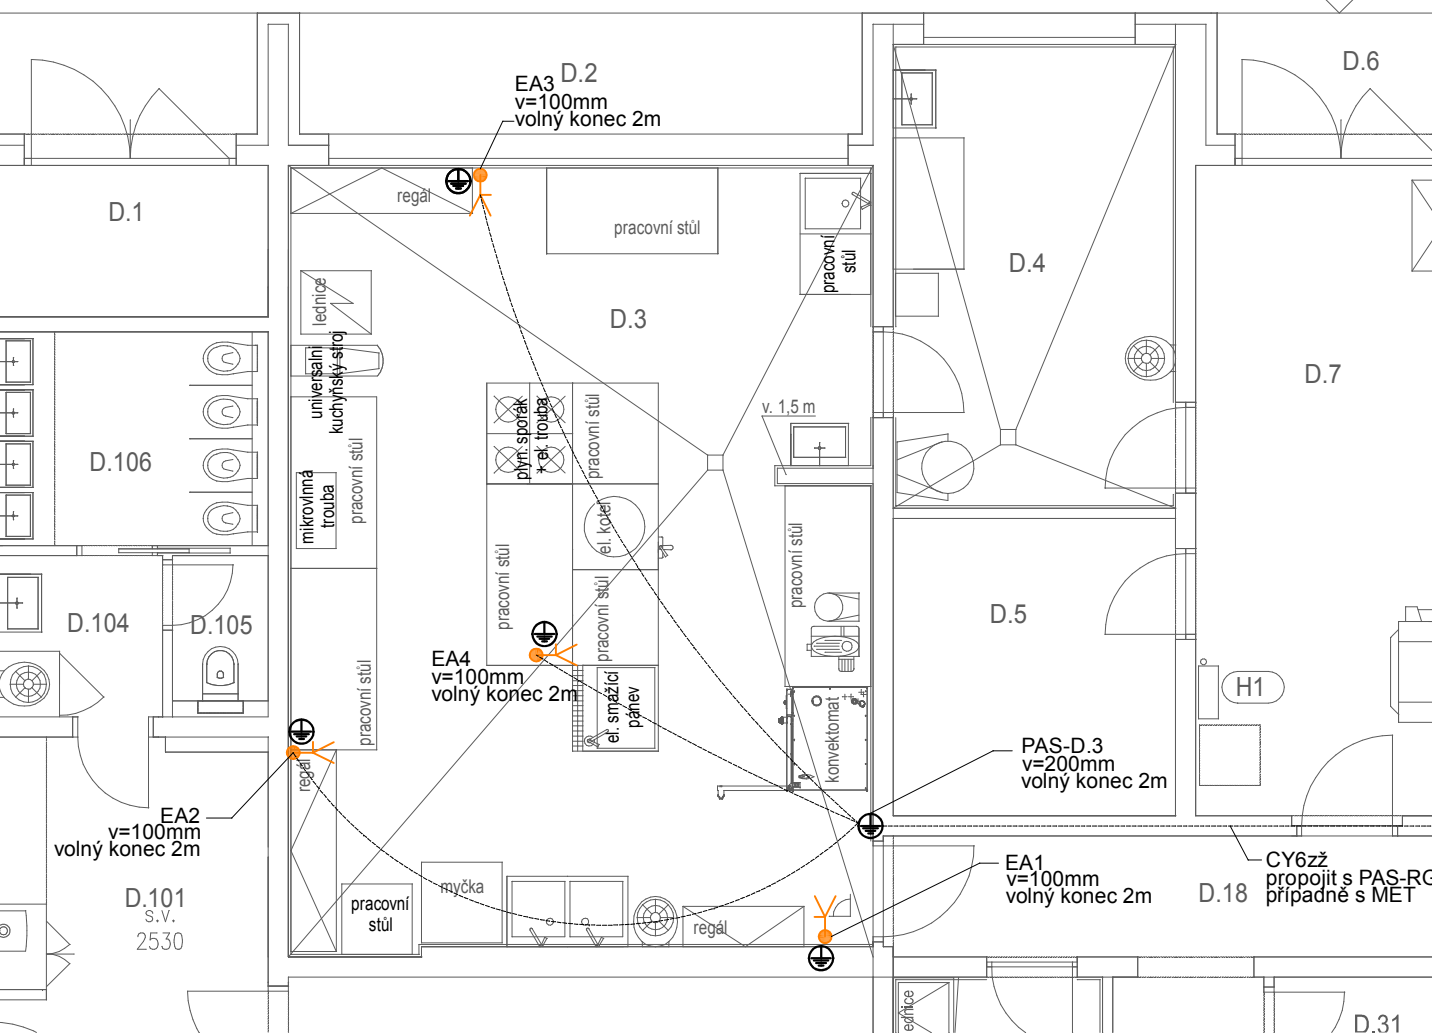 D.2
EA3
v=100mm
volný konec 2m
D.6
D.1
regál
pracovní stůl
pracovní
stůl
D.4
lednice
D.3
universalni
kuchyňský stroj
D.7
plyn. sporák
+ el. trouba
pracovní stůl
v. 1,5 m
D.106
mikrovlnná
trouba
pracovní stůl
el. kotel
pracovní stůl
pracovní stůl
pracovní stůl
D.104
D.105
D.5
EA4
v=100mm
volný konec 2m
pracovní stůl
el. smažící
pánev
konvektomat
H1
regál
PAS-D.3
v=200mm
volný konec 2m
EA2
v=100mm
volný konec 2m
EA1
v=100mm
volný konec 2m
CY6zž
propojit s PAS-RG
případně s MET
D.18
D.101
s.v.
2530
myčka
pracovní
stůl
regál
ednice
D.31